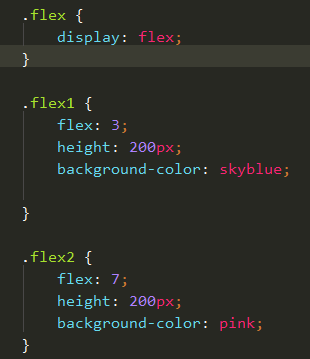 .flex {
    display: flex;
}

.flex1 {
    flex: 3;
    height: 200px;
    background-color: skyblue;

}

.flex2 {
    flex: 7;
    height: 200px;
    background-color: pink;
}